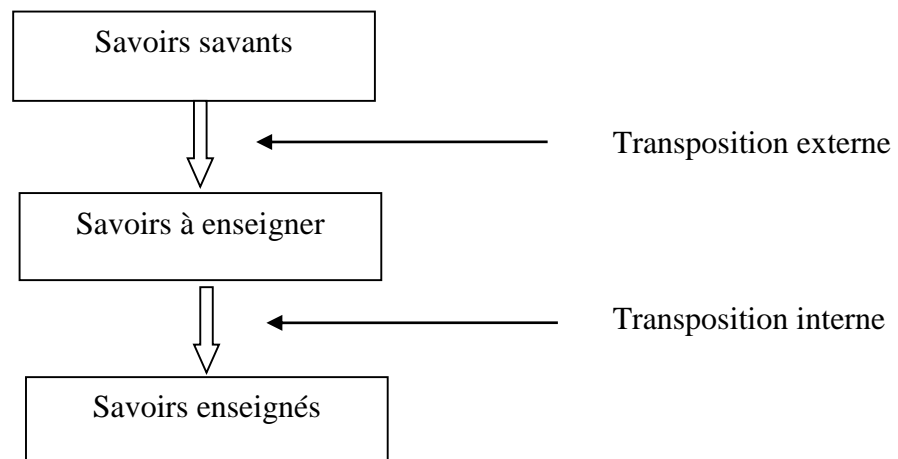 Savoirs savants
Transposition externe
Savoirs à enseigner
Transposition interne
Savoirs enseignés